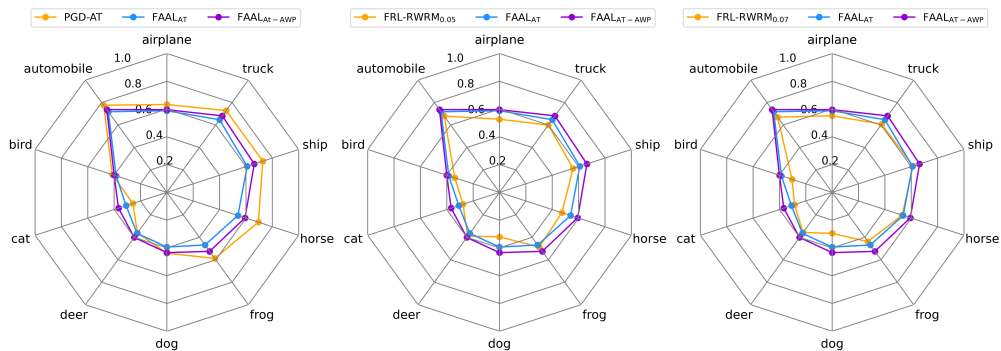 PGD-AT FAAL_AT FAAL_At−AWP
airplane
truck
ship
horse
frog
dog
deer
cat
bird
automobile
1.0
0.8
0.6
0.4
0.2
FRL-RWRM_0.05 FAAL_AT FAAL_AT−AWP
airplane
truck
ship
horse
frog
dog
deer
cat
bird
automobile
1.0
0.8
0.6
0.4
0.2
FRL-RWRM_0.07 FAAL_AT FAAL_AT−AWP
airplane
truck
ship
horse
frog
dog
deer
cat
bird
automobile
1.0
0.8
0.6
0.4
0.2